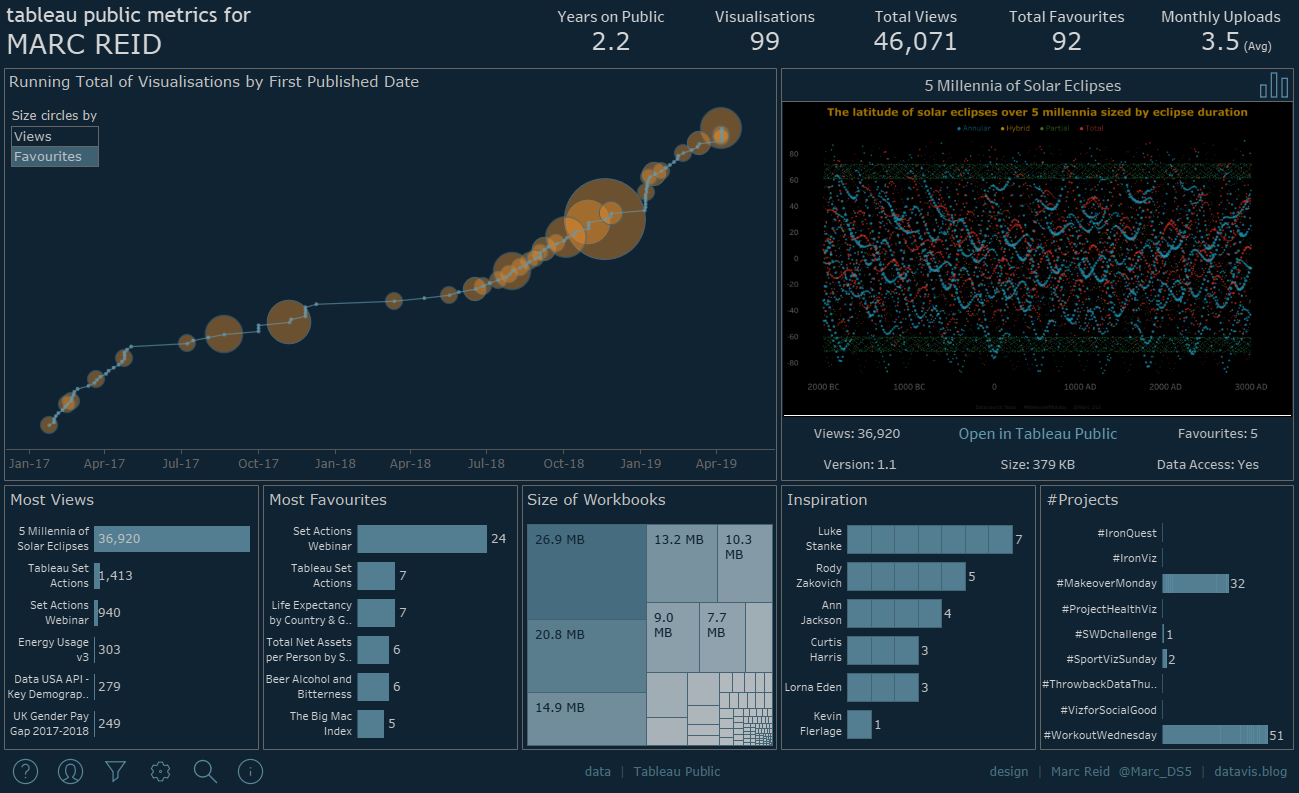 tableau public metrics for
MARC REID
Years on Public
2.2
Visualisations
99
Total Views
46,071
Total Favourites
92
Monthly Uploads
3.5 (Avg)
Running Total of Visualisations by First Published Date
Size circles by
Views
Favourites
Jan-17 Apr-17 Jul-17 Oct-17 Jan-18 Apr-18 Jul-18 Oct-18 Jan-19 Apr-19
5 Millennia of Solar Eclipses
The latitude of solar eclipses over 5 millennia sized by eclipse duration
Annular Hybrid Partial Total
80
60
40
20
0
-20
-40
-60
-80
2000 BC 1000 BC 0 1000 AD 2000 AD 3000 AD
Views: 36,920 Open in Tableau Public Favourites: 5
Version: 1.1 Size: 379 KB Data Access: Yes
Most Views
5 Millennia of
Solar Eclipses
36,920
Tableau Set
Actions
1,413
Set Actions
Webinar
940
Energy Usage
v3
303
Data USA API -
Key Demograp..
279
UK Gender Pay
Gap 2017-2018
249
Most Favourites
Set Actions
Webinar
24
Tableau Set
Actions
7
Life Expectancy
by Country & G..
7
Total Net Assets
per Person by S..
6
Beer Alcohol and
Bitterness
6
The Big Mac
Index
5
Size of Workbooks
26.9 MB
20.8 MB
14.9 MB
13.2 MB
10.3
MB
9.0
MB
7.7
MB
Inspiration
Luke
Stanke
7
Rody
Zakovich
5
Ann
Jackson
4
Curtis
Harris
3
Lorna Eden
3
Kevin
Flerlage
1
#Projects
#IronQuest
#IronViz
#MakeoverMonday 32
#ProjectHealthViz
#SWDchallenge 1
#SportVizSunday 2
#ThrowbackDataThu..
#VizforSocialGood
#WorkoutWednesday 51
data | Tableau Public
design | Marc Reid @Marc_DS5 | datavis.blog